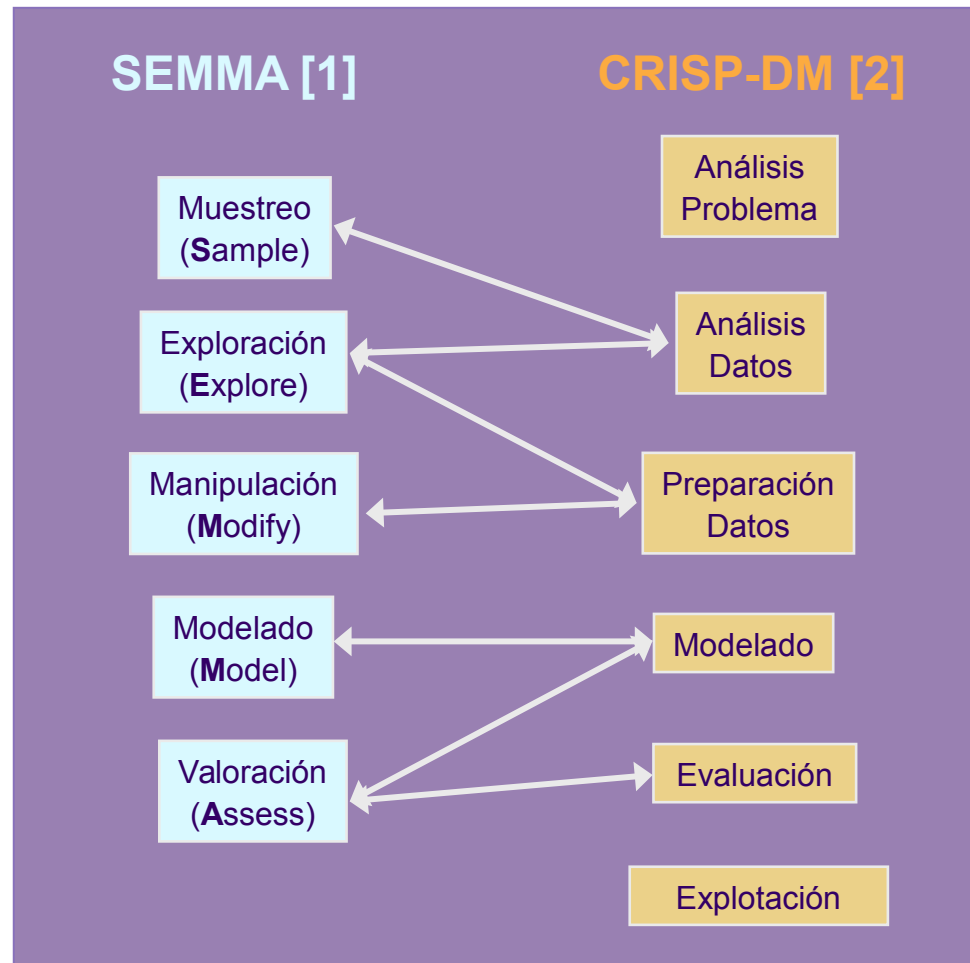 SEMMA [1]
CRISP-DM [2]
Muestreo
(Sample)
Exploración
(Explore)
Manipulación
(Modify)
Modelado
(Model)
Valoración
(Assess)
Análisis
Problema
Análisis
Datos
Preparación
Datos
Modelado
Evaluación
Explotación